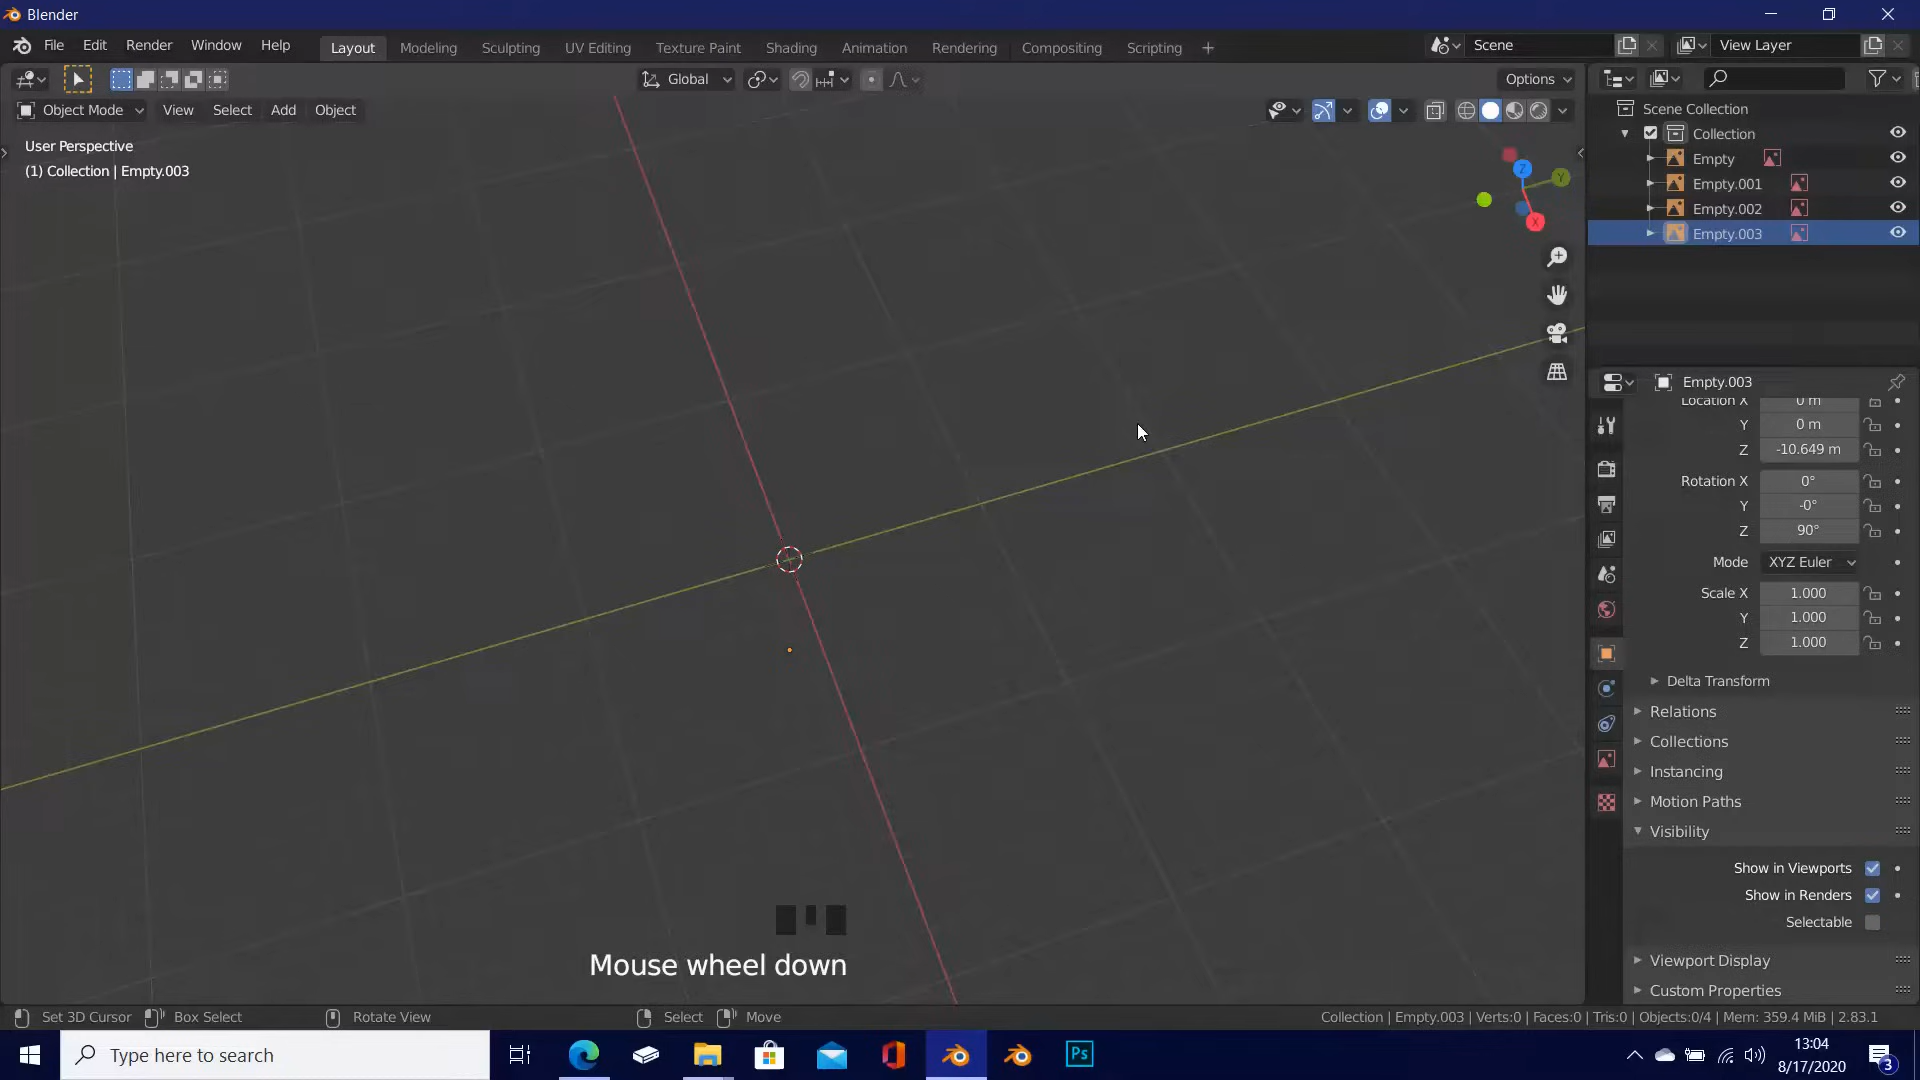 Blender
File Edit Render Window Help Layout Modeling Sculpting UV Editing Texture Paint Shading Animation Rendering Compositing Scripting + Scene View Layer
Global Options
Object Mode View Select Add Object
User Perspective
(1) Collection | Empty.003
Z
Y
X
Scene Collection
Collection
Empty
Empty.001
Empty.002
Empty.003
Empty.003
Location X 0 m
Y 0 m
Z -10.649 m
Rotation X 0°
Y -0°
Z 90°
Mode XYZ Euler
Scale X 1.000
Y 1.000
Z 1.000
Delta Transform
Relations
Collections
Instancing
Motion Paths
Visibility
Show in Viewports
Show in Renders
Selectable
Viewport Display
Custom Properties
Mouse wheel down
Set 3D Cursor Box Select Rotate View Select Move Collection | Empty.003 | Verts:0 | Faces:0 | Tris:0 | Objects:0/4 | Mem: 359.4 MiB | 2.83.1
Type here to search
Ps
13:04
8/17/2020
3